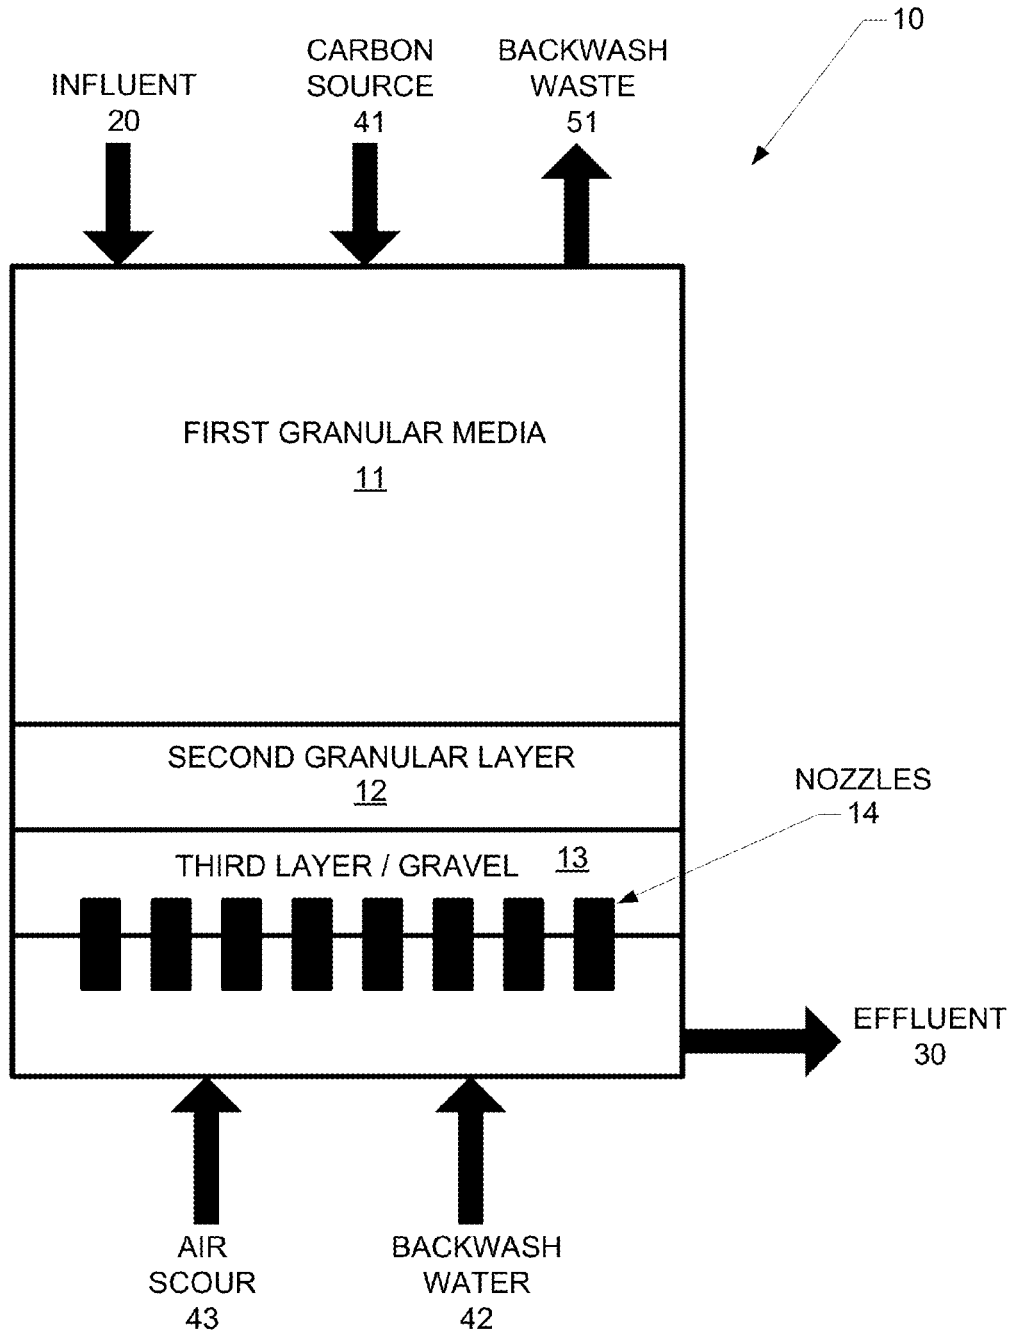 10
INFLUENT
20
CARBON
SOURCE
41
BACKWASH
WASTE
51
FIRST GRANULAR MEDIA
11
SECOND GRANULAR LAYER
12
NOZZLES
14
THIRD LAYER / GRAVEL 13
EFFLUENT
30
AIR
SCOUR
43
BACKWASH
WATER
42